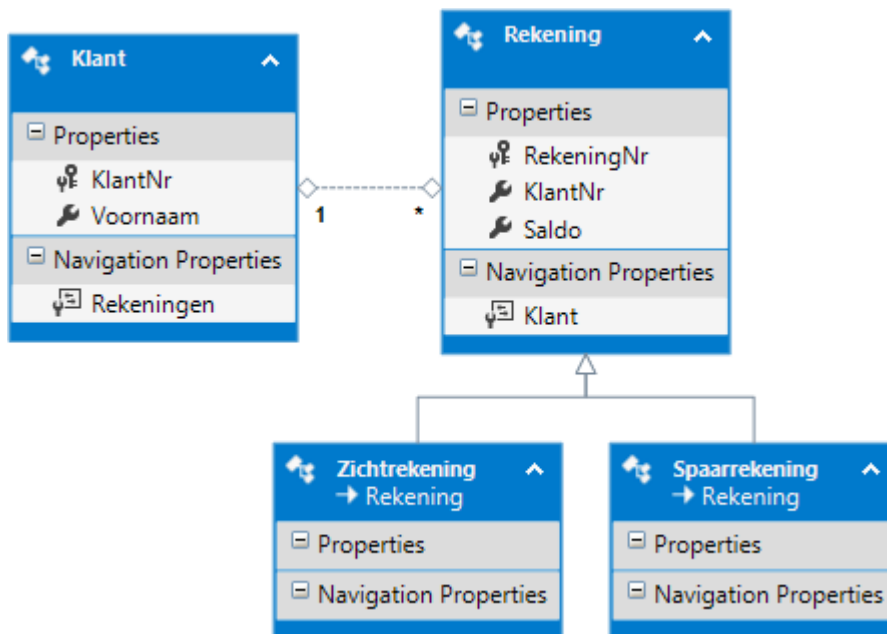 Klant
Properties
KlantNr
Voornaam
Navigation Properties
Rekeningen
1
*
Rekening
Properties
RekeningNr
KlantNr
Saldo
Navigation Properties
Klant
Zichtrekening
Rekening
Properties
Navigation Properties
Spaarrekening
Rekening
Properties
Navigation Properties